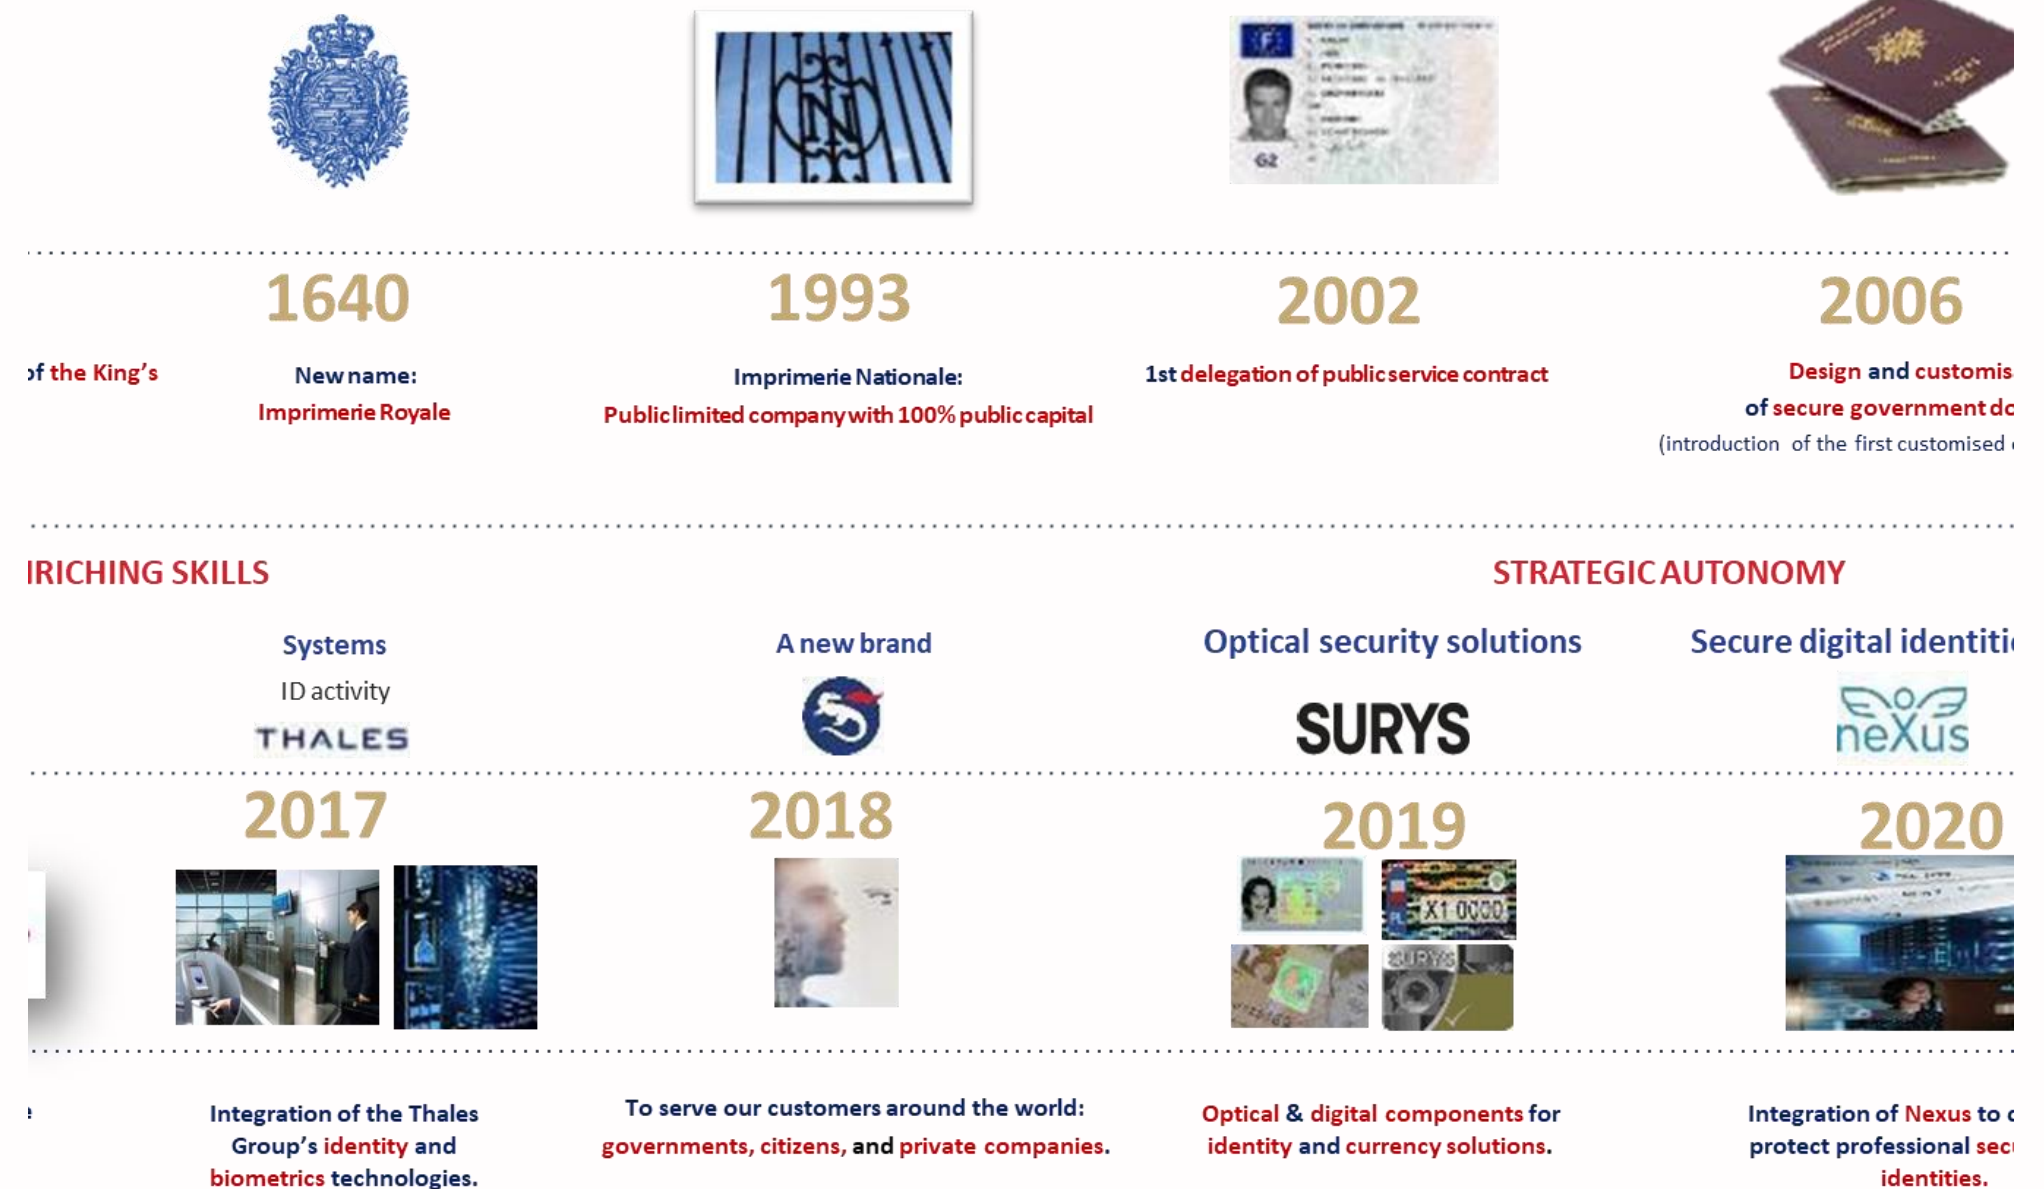 F
G2
1640
1993
2002
2006
of the King's
New name:
Imprimerie Royale
Imprimerie Nationale:
Public limited company with 100% public capital
1st delegation of public service contract
Design and customis
of secure government do
(introduction of the first customised
IRICHING SKILLS
STRATEGIC AUTONOMY
Systems
ID activity
THALES
A new brand
Optical security solutions
SURYS
Secure digital identiti
neXus
2017
2018
2019
2020
PL
X1 0000
SURYS
Integration of the Thales
Group's identity and
biometrics technologies.
To serve our customers around the world:
governments, citizens, and private companies.
Optical & digital components for
identity and currency solutions.
Integration of Nexus to
protect professional sec
identities.